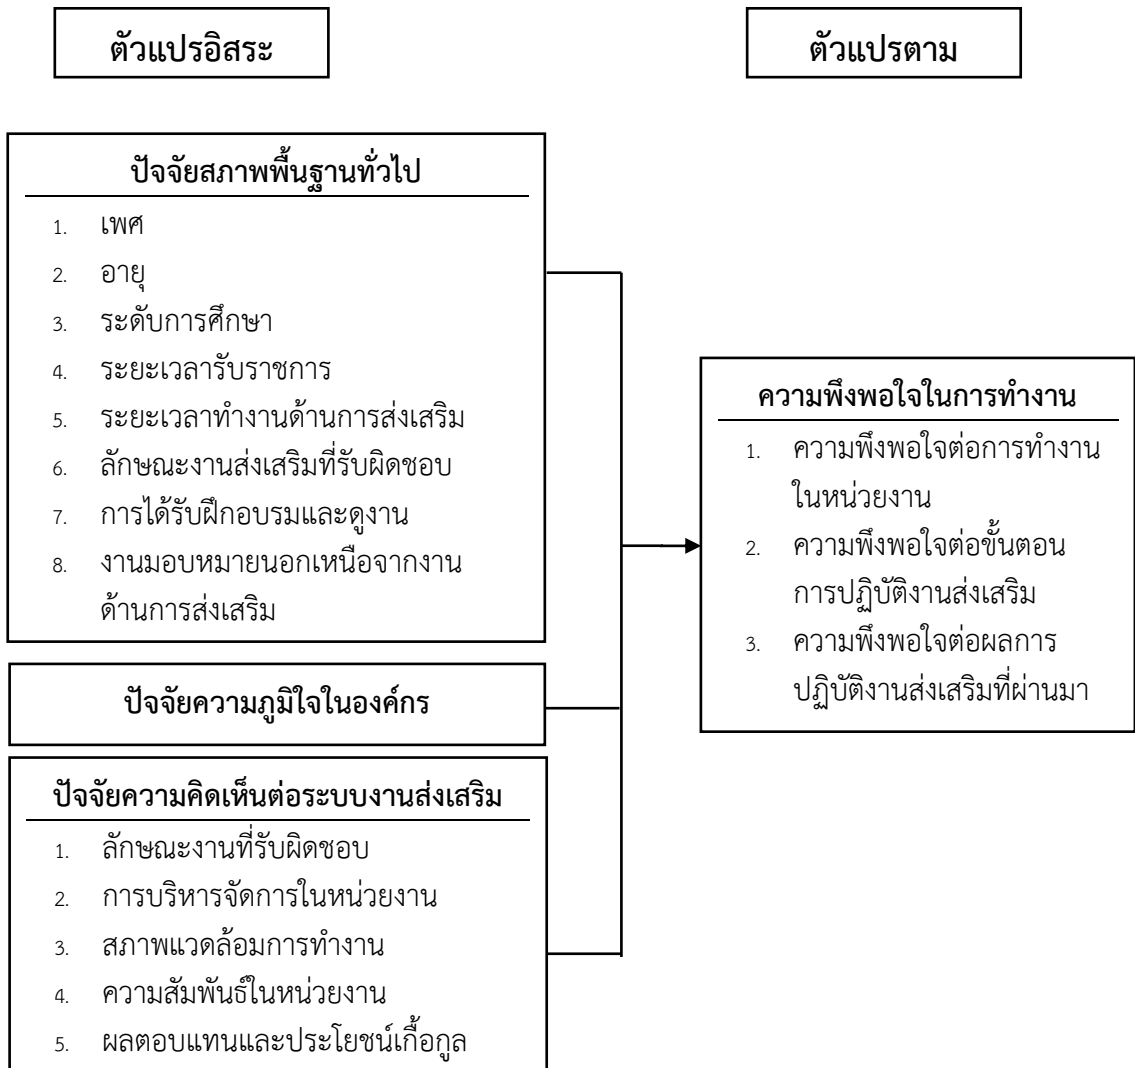 ตัวแปรอิสระ
ตัวแปรตาม
ปัจจัยสภาพพื้นฐานทั่วไป
1. เพศ
2. อายุ
3. ระดับการศึกษา
4. ระยะเวลารับราชการ
5. ระยะเวลาทำงานด้านการส่งเสริม
6. ลักษณะงานส่งเสริมที่รับผิดชอบ
7. การได้รับฝึกอบรมและดูงาน
8. งานมอบหมายนอกเหนือจากงาน
ด้านการส่งเสริม
ปัจจัยความภูมิใจในองค์กร
ปัจจัยความคิดเห็นต่อระบบงานส่งเสริม
1. ลักษณะงานที่รับผิดชอบ
2. การบริหารจัดการในหน่วยงาน
3. สภาพแวดล้อมการทำงาน
4. ความสัมพันธ์ในหน่วยงาน
5. ผลตอบแทนและประโยชน์เกื้อกูล
ความพึงพอใจในการทำงาน
1. ความพึงพอใจต่อการทำงาน
ในหน่วยงาน
2. ความพึงพอใจต่อขั้นตอน
การปฏิบัติงานส่งเสริม
3. ความพึงพอใจต่อผลการ
ปฏิบัติงานส่งเสริมที่ผ่านมา